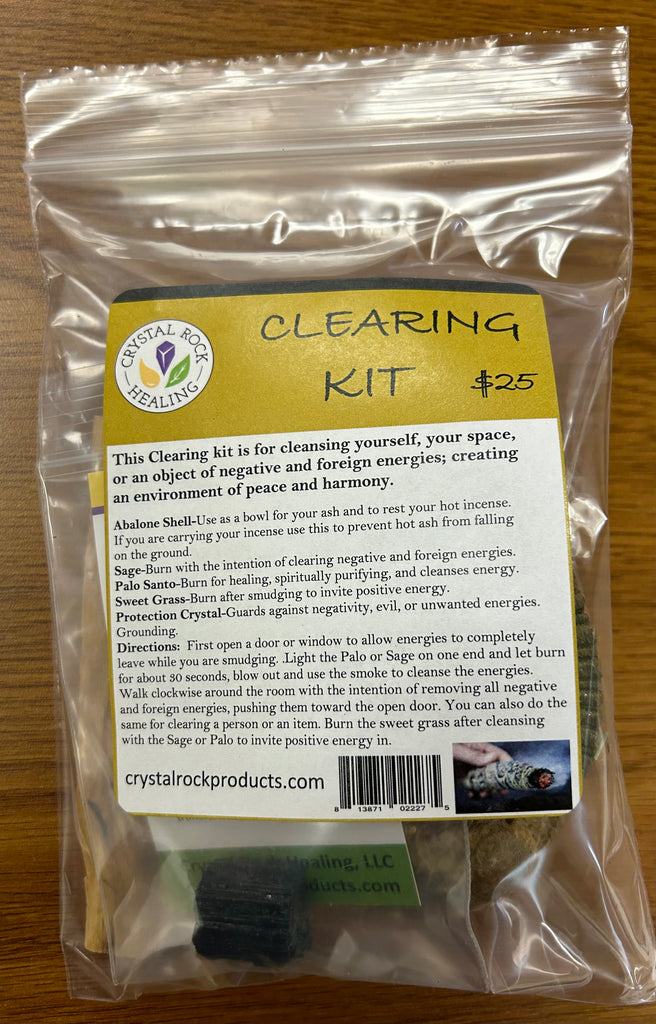 CLEARING
KIT $25
CRYSTAL ROCK
HEALING
This Clearing kit is for cleansing yourself, your space,
or an object of negative and foreign energies; creating
an environment of peace and harmony.
Abalone Shell-Use as a bowl for your ash and to rest your hot incense.
If you are carrying your incense use this to prevent hot ash from falling
on the ground.
Sage-Burn with the intention of clearing negative and foreign energies.
Palo Santo-Burn for healing, spiritually purifying, and cleanses energy.
Sweet Grass-Burn after smudging to invite positive energy.
Protection Crystal-Guards against negativity, evil, or unwanted energies.
Grounding.
Directions: First open a door or window to allow energies to completely
leave while you are smudging. .Light the Palo or Sage on one end and let burn
for about 30 seconds, blow out and use the smoke to cleanse the energies.
Walk clockwise around the room with the intention of removing all negative
and foreign energies, pushing them toward the open door. You can also do the
same for clearing a person or an item. Burn the sweet grass after cleansing
with the Sage or Palo to invite positive energy in.
crystalrockproducts.com
8 13871 02227 5
Healing, LLC
ducts.com